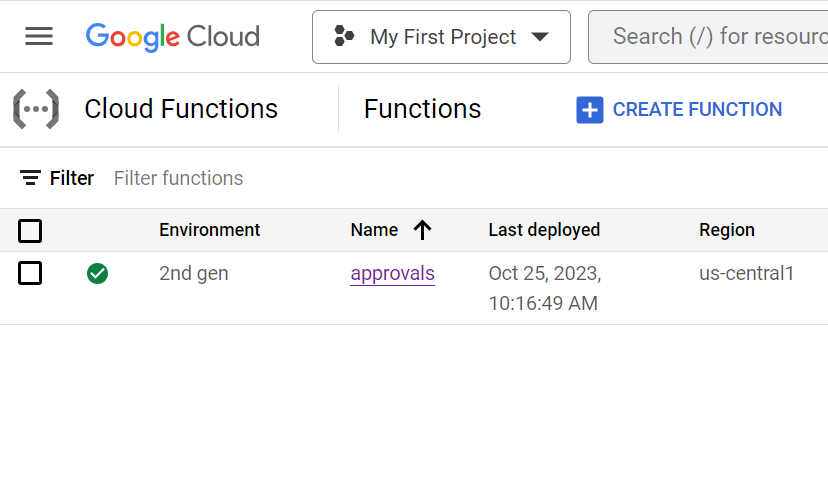 Google Cloud My First Project Search (/) for resourc
Cloud Functions Functions CREATE FUNCTION
Filter Filter functions
Environment Name Last deployed Region
2nd gen approvals Oct 25, 2023, us-central1
10:16:49 AM